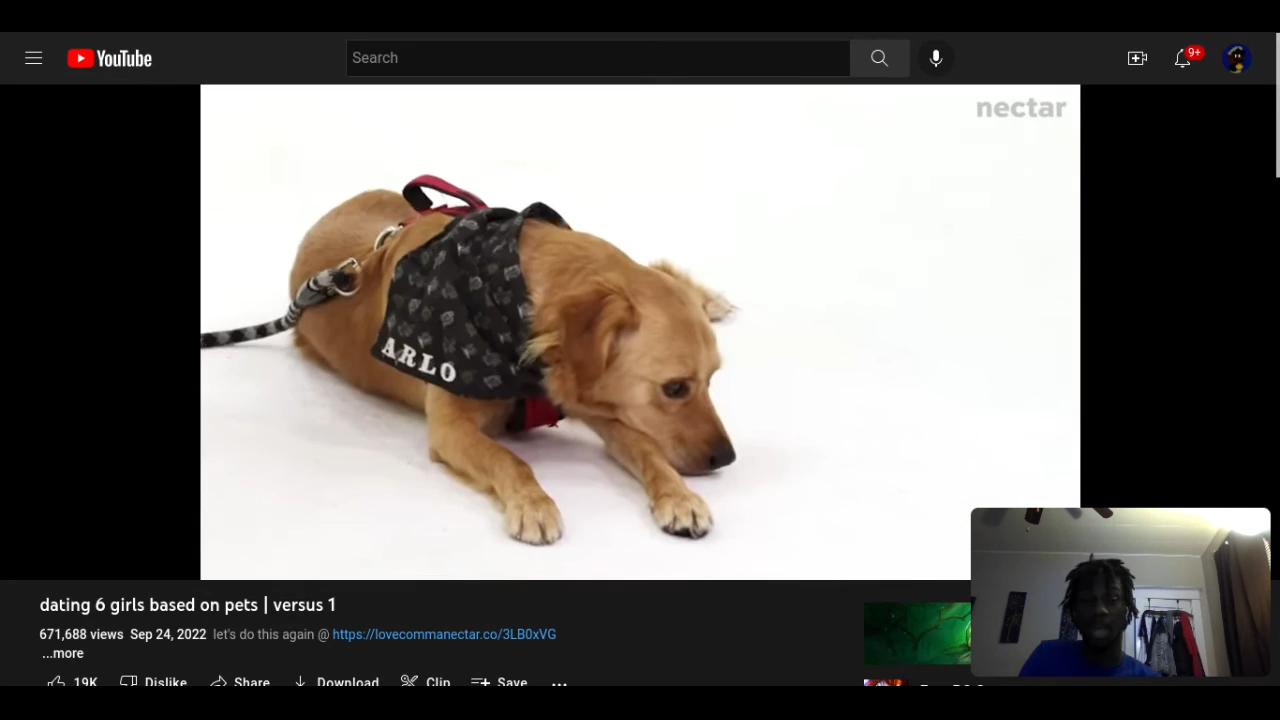 YouTube
Search
9+
nectar
ARLO
dating 6 girls based on pets | versus 1
671,688 views Sep 24, 2022 let's do this again @ https://lovecommanectar.co/3LB0xVG
...more
19K Dislike Share Download Clip Save ...